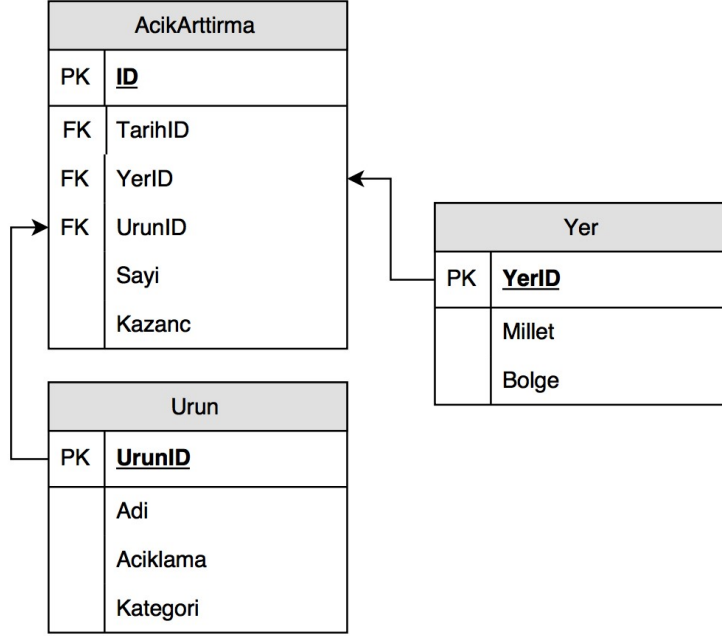 AcikArttirma
PK ID
FK TarihID
FK YerID
FK UrunID
Sayi
Kazanc
Yer
PK YerID
Millet
Bolge
Urun
PK UrunID
Adi
Aciklama
Kategori